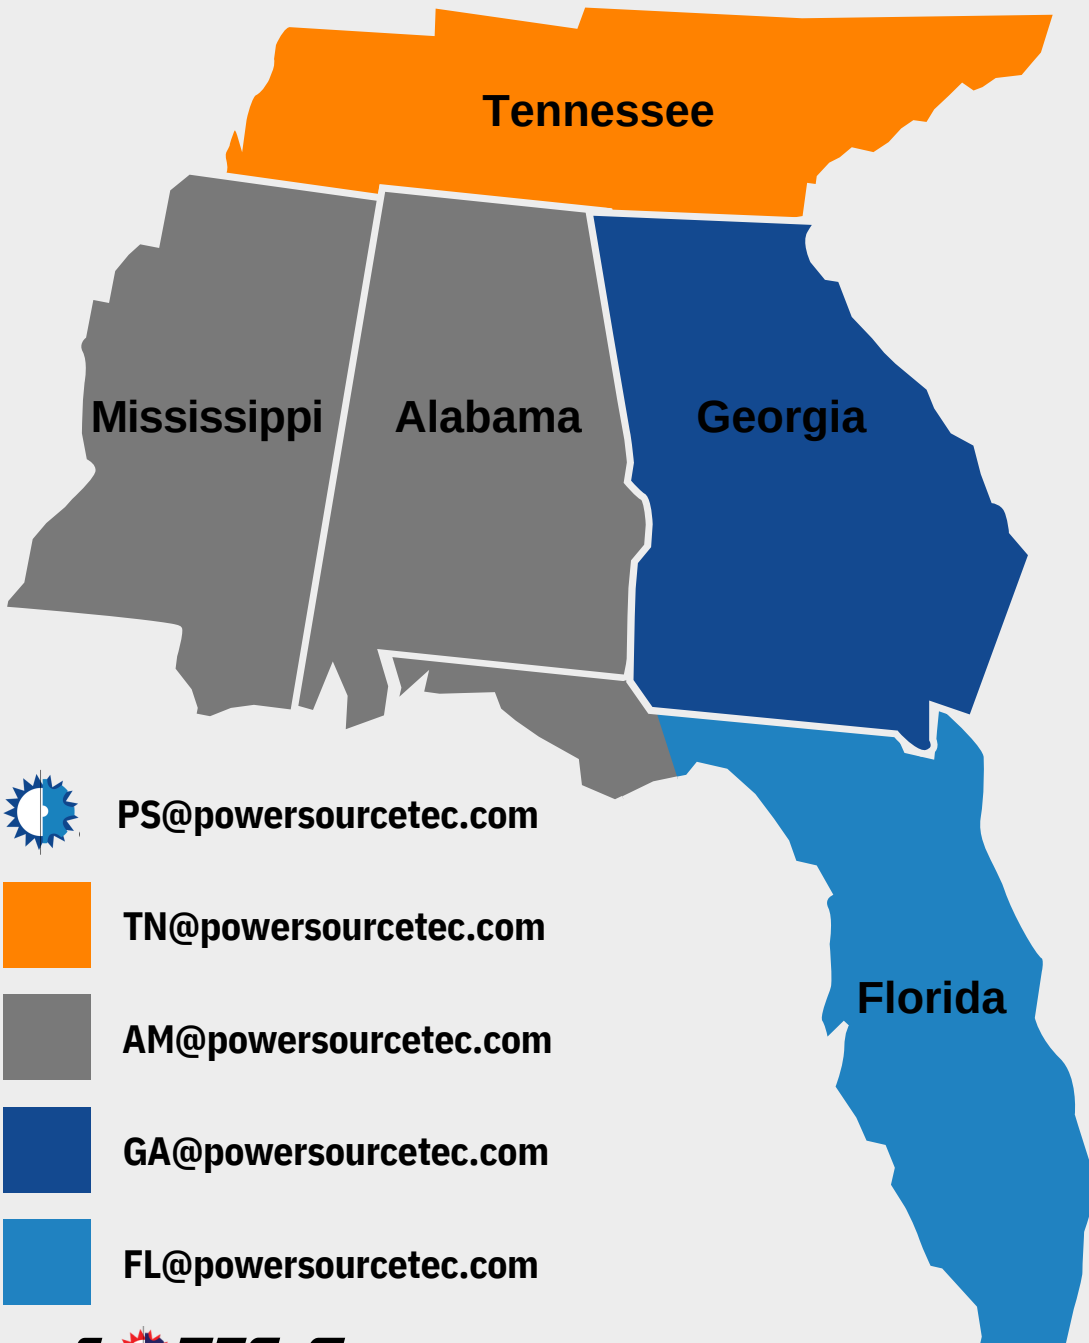 Tennessee
Mississippi
Alabama
Georgia
Florida
PS@powersourcetec.com
TN@powersourcetec.com
AM@powersourcetec.com
GA@powersourcetec.com
FL@powersourcetec.com